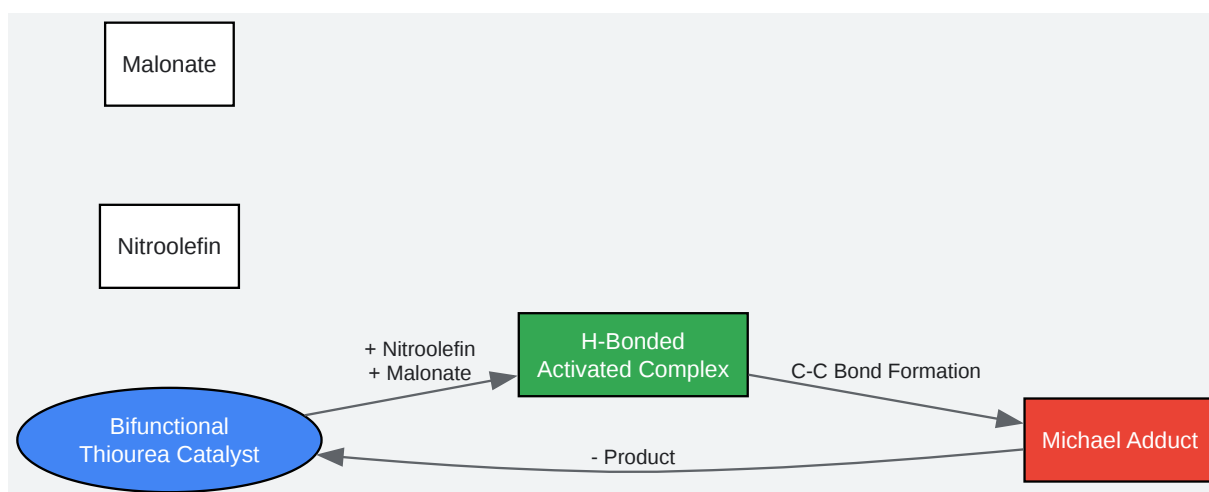 Malonate
Nitroolefin
+ Nitroolefin
+ Malonate
H-Bonded
Activated Complex
C-C Bond Formation
Bifunctional
Thiourea Catalyst
Michael Adduct
- Product